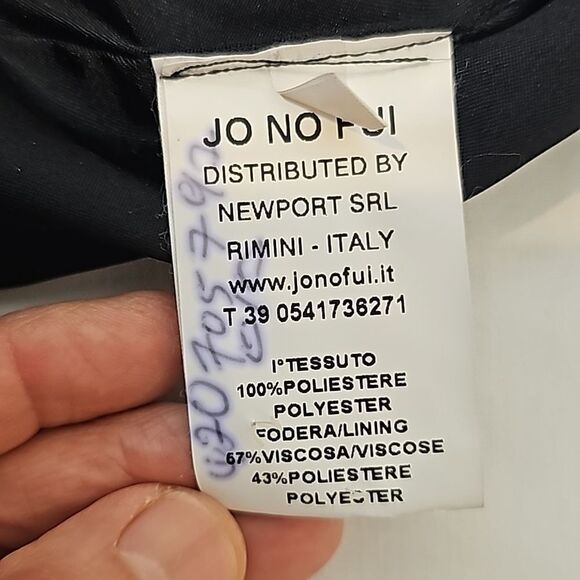 JO NO FUI
DISTRIBUTED BY
NEWPORT SRL
RIMINI - ITALY
www.jonofui.it
T 39 0541736271
I°TESSUTO
100%POLIESTERE
POLYESTER
FODERA/LINING
67%VISCOSA/VISCOSE
43%POLIESTERE
POLYESTER